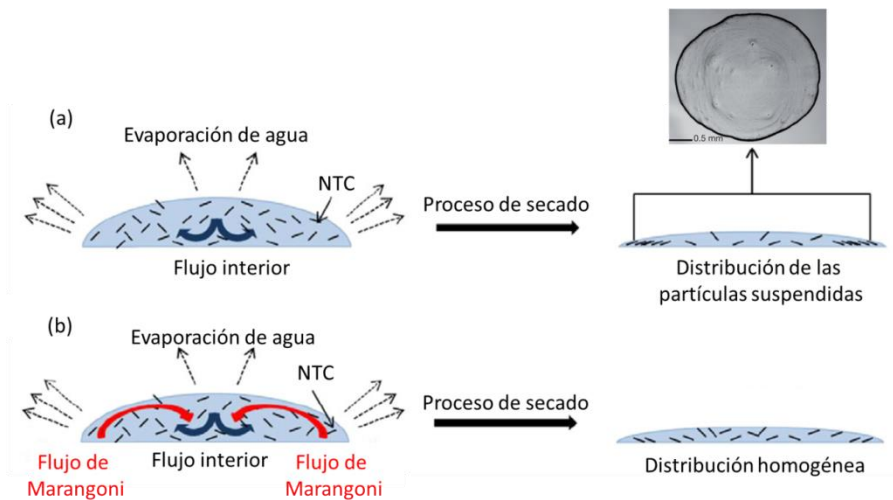 (a)
Evaporación de agua
NTC
Flujo interior
Proceso de secado
0.5 mm
Distribución de las
partículas suspendidas
(b)
Evaporación de agua
NTC
Flujo de
Marangoni
Flujo interior
Flujo de
Marangoni
Proceso de secado
Distribución homogénea